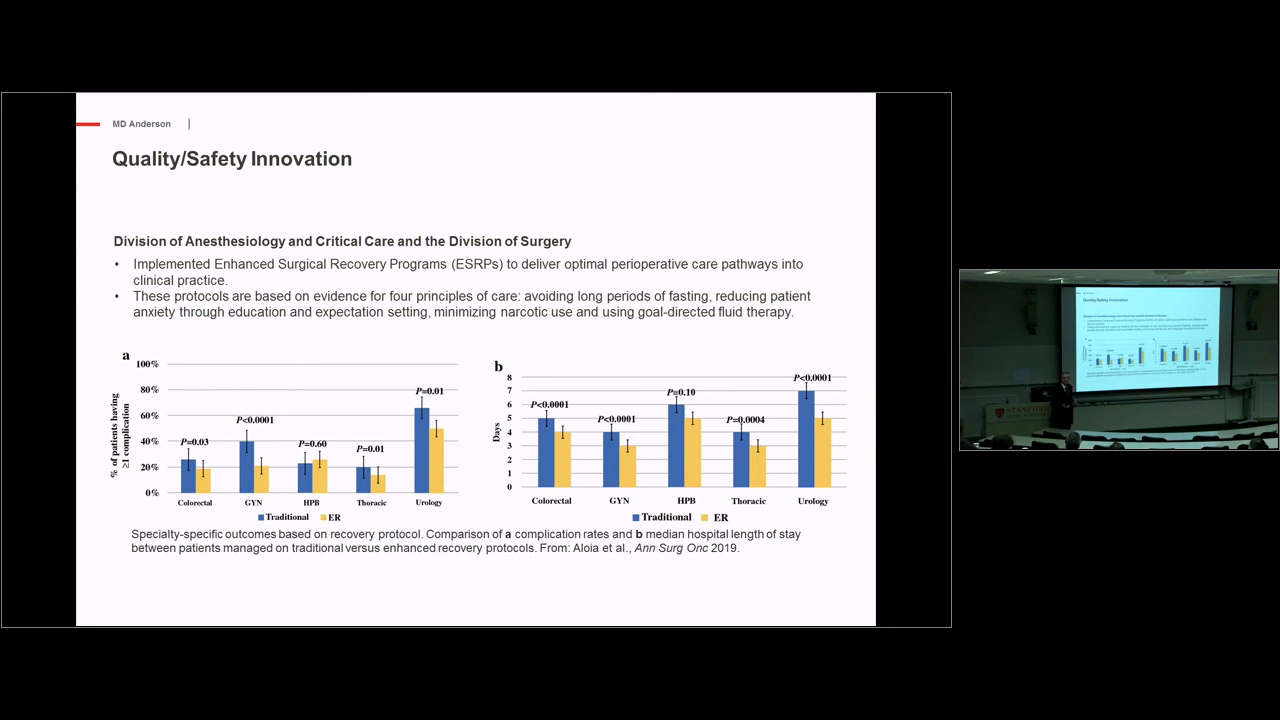 MD Anderson |
Quality/Safety Innovation
Division of Anesthesiology and Critical Care and the Division of Surgery
• Implemented Enhanced Surgical Recovery Programs (ESRPs) to deliver optimal perioperative care pathways into
clinical practice.
• These protocols are based on evidence for four principles of care: avoiding long periods of fasting, reducing patient
anxiety through education and expectation setting, minimizing narcotic use and using goal-directed fluid therapy.
a
% of patients having
≥1 complication
100%
80%
60%
40%
20%
0%
P=0.03
P<0.0001
P=0.60
P=0.01
P=0.01
Colorectal GYN HPB Thoracic Urology
Traditional ER
b
Days
8
7
6
5
4
3
2
1
0
P<0.0001
P<0.0001
P=0.10
P=0.0004
P<0.0001
Colorectal GYN HPB Thoracic Urology
Traditional ER
Specialty-specific outcomes based on recovery protocol. Comparison of a complication rates and b median hospital length of stay
between patients managed on traditional versus enhanced recovery protocols. From: Aloia et al., Ann Surg Onc 2019.
Quality/Safety Innovation
STANFORD